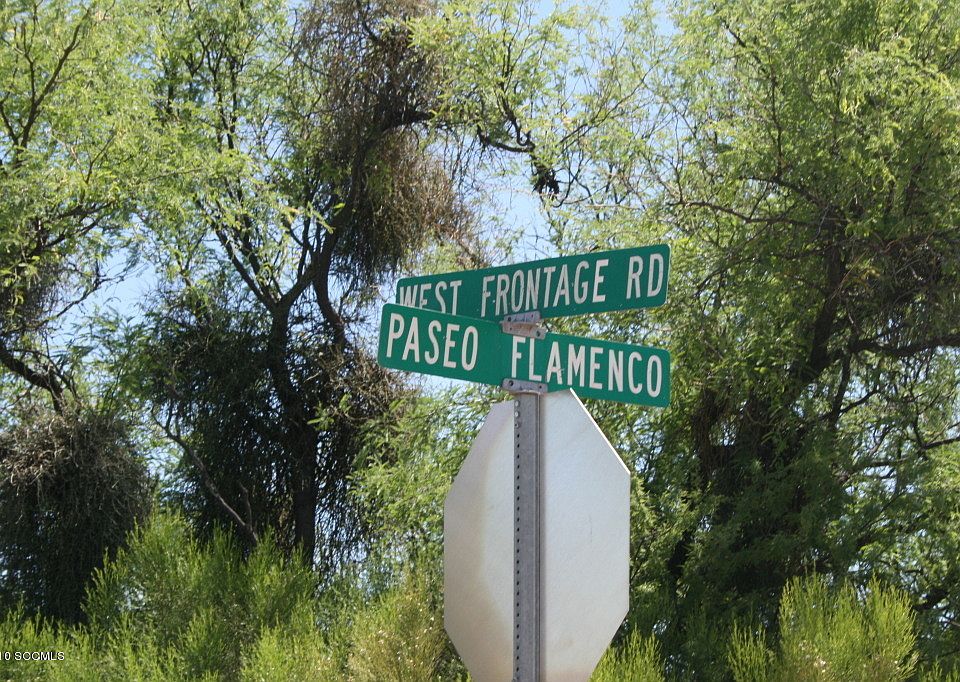 WEST FRONTAGE RD
PASEO FLAMENCO
10 SCCMLS